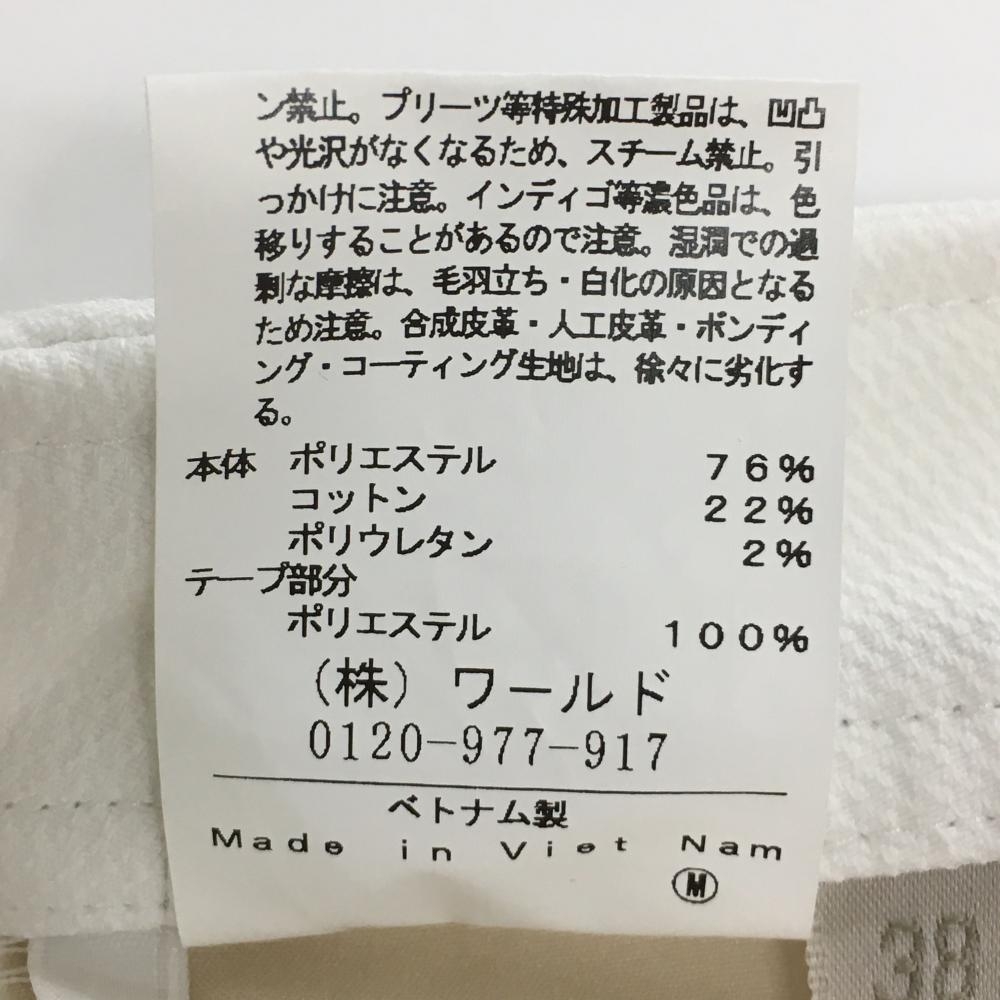 ン禁止。プリーツ等特殊加工製品は、凹凸
や光沢がなくなるため、スチーム禁止。引
っかけに注意。インディゴ等濃色品は、色
移りすることがあるので注意。湿潤での過
剰な摩擦は、毛羽立ち・白化の原因となる
ため注意。合成皮革・人工皮革・ボンディ
ング・コーティング生地は、徐々に劣化す
る。
本体 ポリエステル 76%
コットン 22%
ポリウレタン 2%
テープ部分
ポリエステル 100%
(株) ワールド
0120-977-917
ベトナム製
Made in Viet Nam
M
38